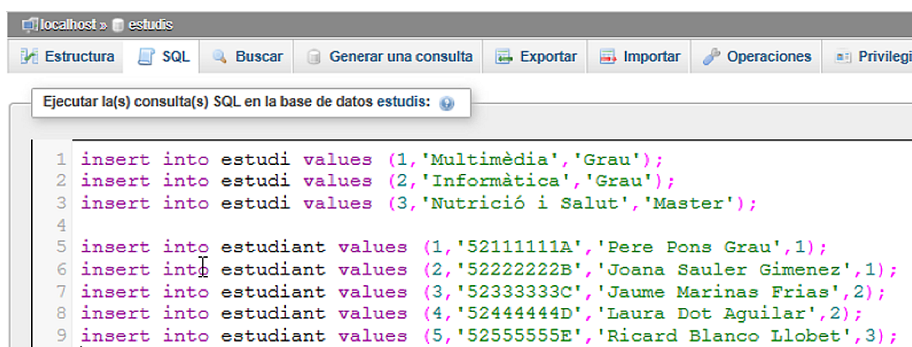 localhost » estudis
Estructura SQL Buscar Generar una consulta Exportar Importar Operaciones Privilegi
Ejecutar la(s) consulta(s) SQL en la base de datos estudis:
1 insert into estudi values (1,'Multimèdia','Grau');
2 insert into estudi values (2,'Informàtica','Grau');
3 insert into estudi values (3,'Nutrició i Salut','Master');
4
5 insert into estudiant values (1,'52111111A','Pere Pons Grau',1);
6 insert into estudiant values (2,'52222222B','Joana Sauler Gimenez',1);
7 insert into estudiant values (3,'52333333C','Jaume Marinas Frias',2);
8 insert into estudiant values (4,'52444444D','Laura Dot Aguilar',2);
9 insert into estudiant values (5,'52555555E','Ricard Blanco Llobet',3);